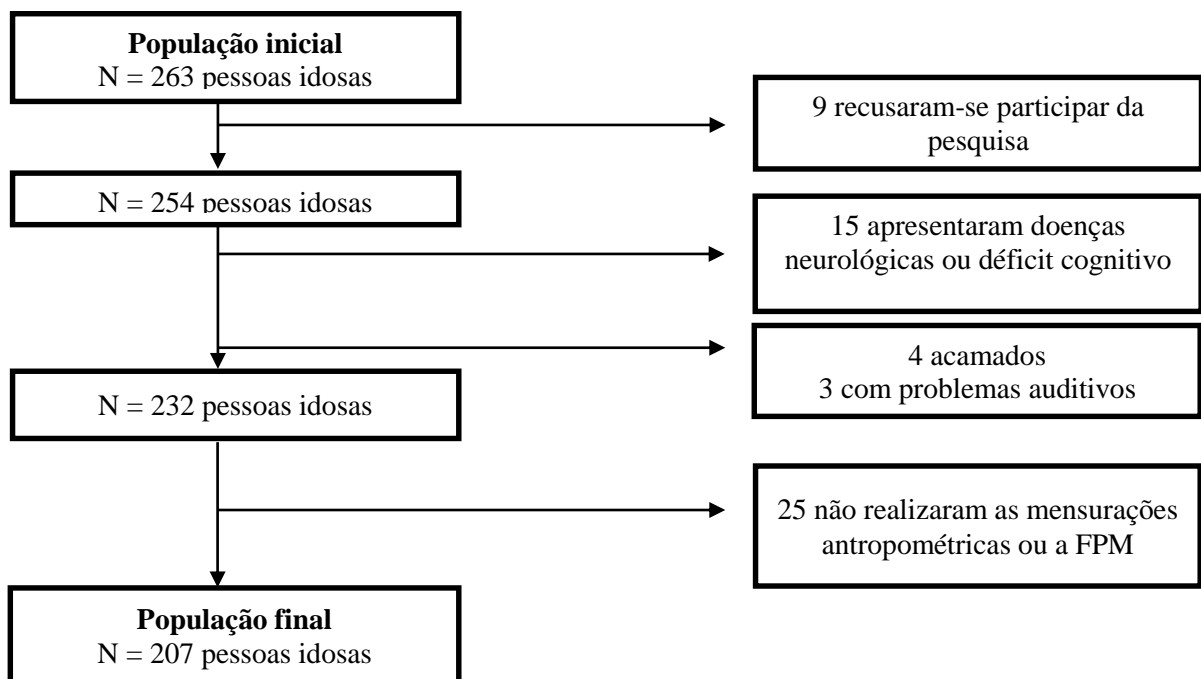 População inicial
N = 263 pessoas idosas
9 recusaram-se participar da
pesquisa
N = 254 pessoas idosas
15 apresentaram doenças
neurológicas ou déficit cognitivo
4 acamados
3 com problemas auditivos
N = 232 pessoas idosas
25 não realizaram as mensurações
antropométricas ou a FPM
População final
N = 207 pessoas idosas